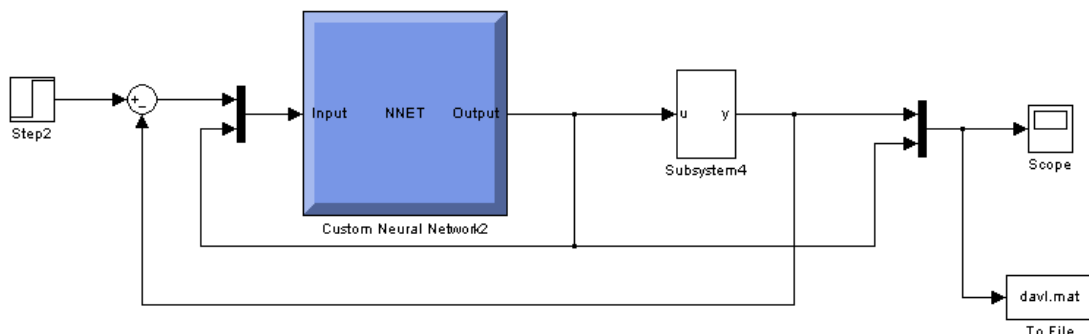 Step2
+
-
Input NNET Output
Custom Neural Network2
u y
Subsystem4
Scope
davl.mat
To File